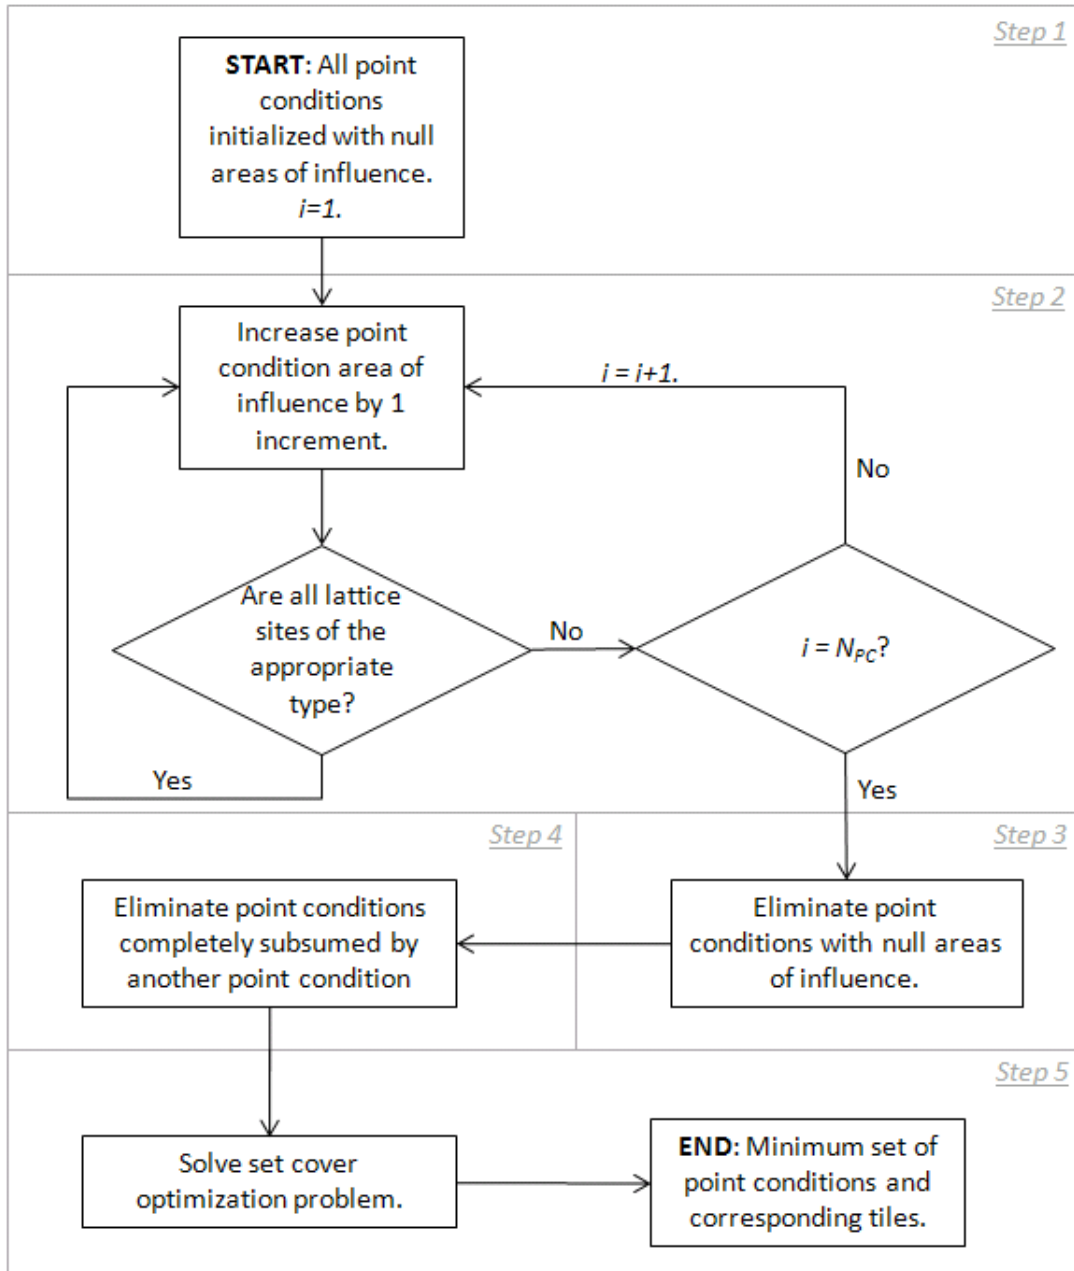 Step 1
START: All point
conditions
initialized with null
areas of influence.
i=1.
Step 2
Increase point
condition area of
influence by 1
increment.
i = i+1.
No
Are all lattice
sites of the
appropriate
type?
No
i = NPC?
Yes
Yes
Step 4
Step 3
Eliminate point conditions
completely subsumed by
another point condition
Eliminate point
conditions with null areas
of influence.
Step 5
Solve set cover
optimization problem.
END: Minimum set of
point conditions and
corresponding tiles.